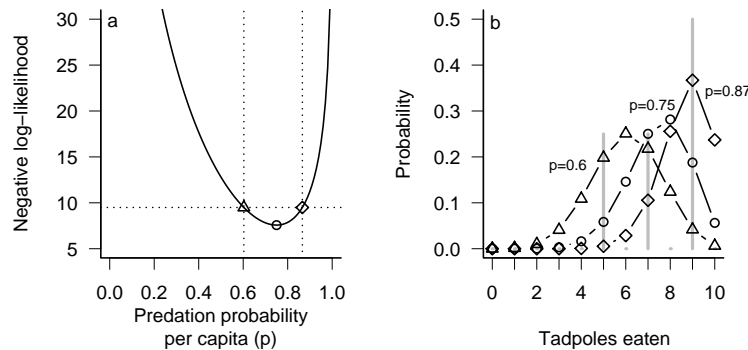 a
Negative log−likelihood
30
25
20
15
10
5
0.0 0.2 0.4 0.6 0.8 1.0
Predation probability
per capita (p)
b
Probability
0.5
0.4
0.3
0.2
0.1
0.0
p=0.6
p=0.75
p=0.87
0 2 4 6 8 10
Tadpoles eaten